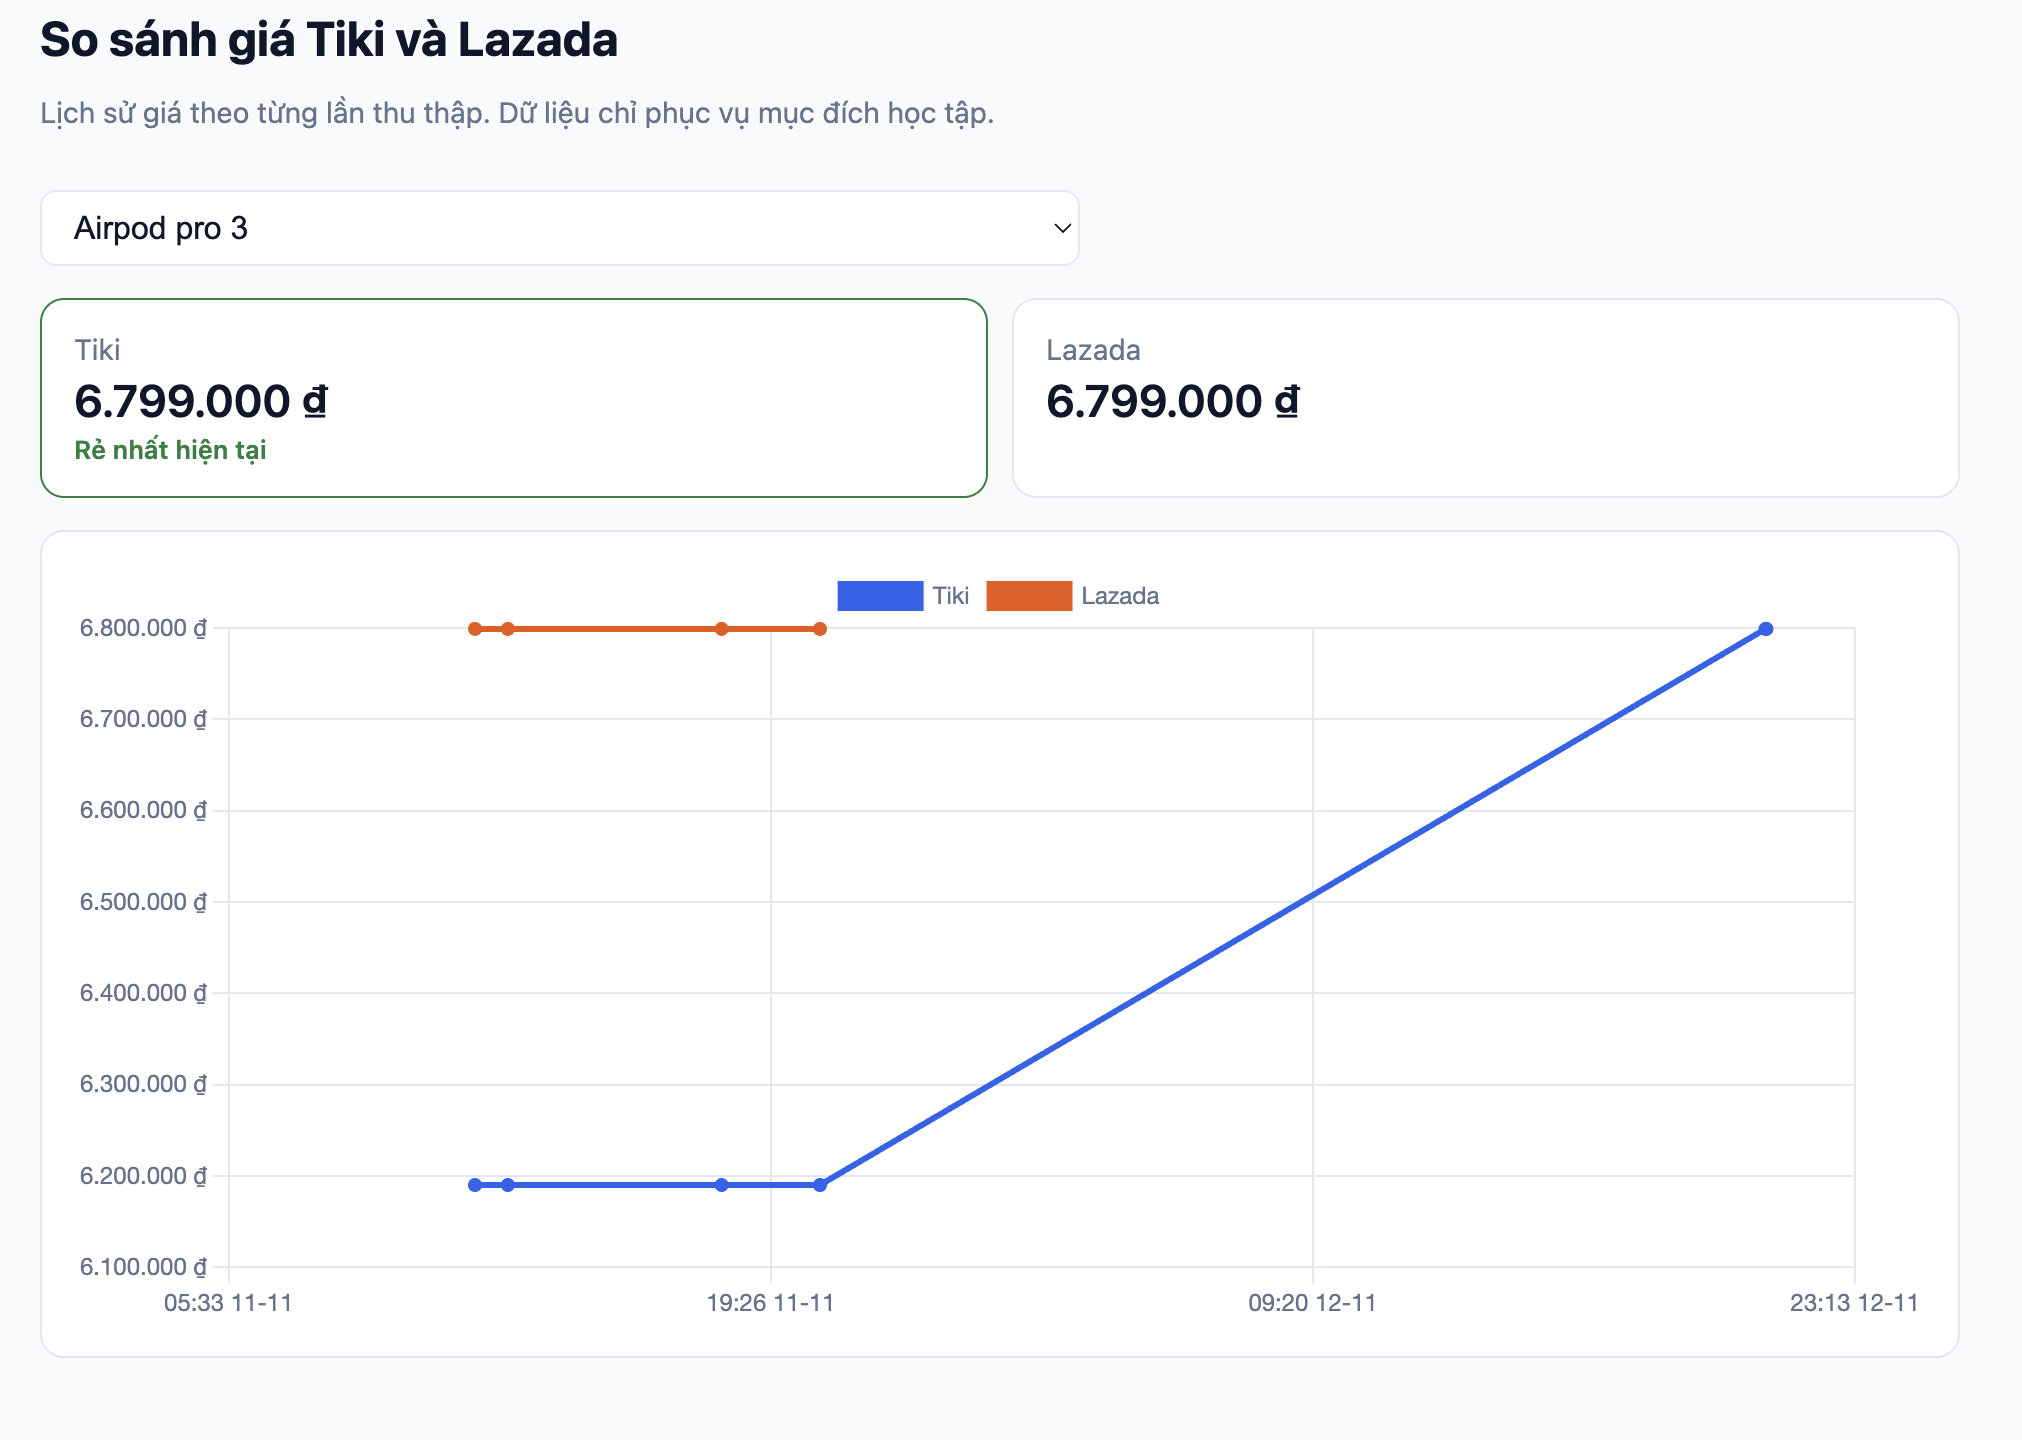 So sánh giá Tiki và Lazada
Lịch sử giá theo từng lần thu thập. Dữ liệu chỉ phục vụ mục đích học tập.
Airpod pro 3
Tiki
6.799.000 ₫
Rẻ nhất hiện tại
Lazada
6.799.000 ₫
Tiki
Lazada
6.800.000 ₫
6.700.000 ₫
6.600.000 ₫
6.500.000 ₫
6.400.000 ₫
6.300.000 ₫
6.200.000 ₫
6.100.000 ₫
05:33 11-11
19:26 11-11
09:20 12-11
23:13 12-11